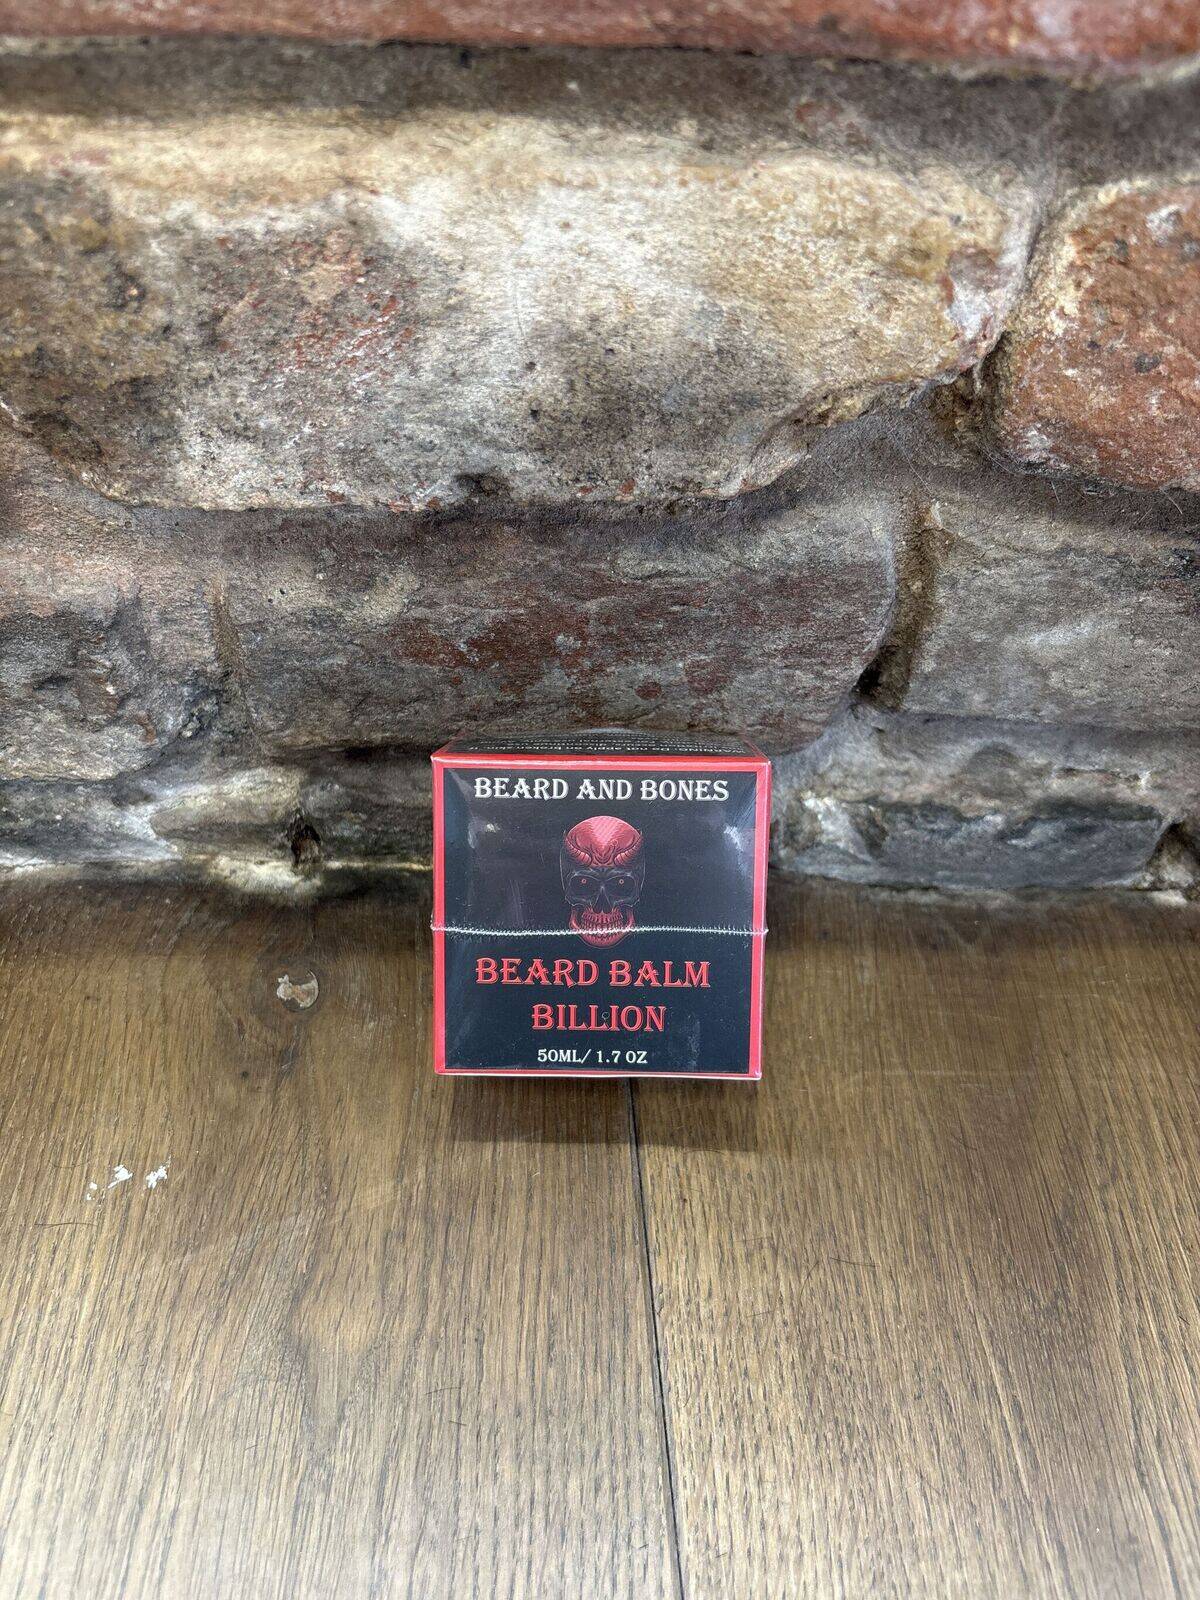 BEARD AND BONES
BEARD BALM
BILLION
50ML/ 1.7 OZ